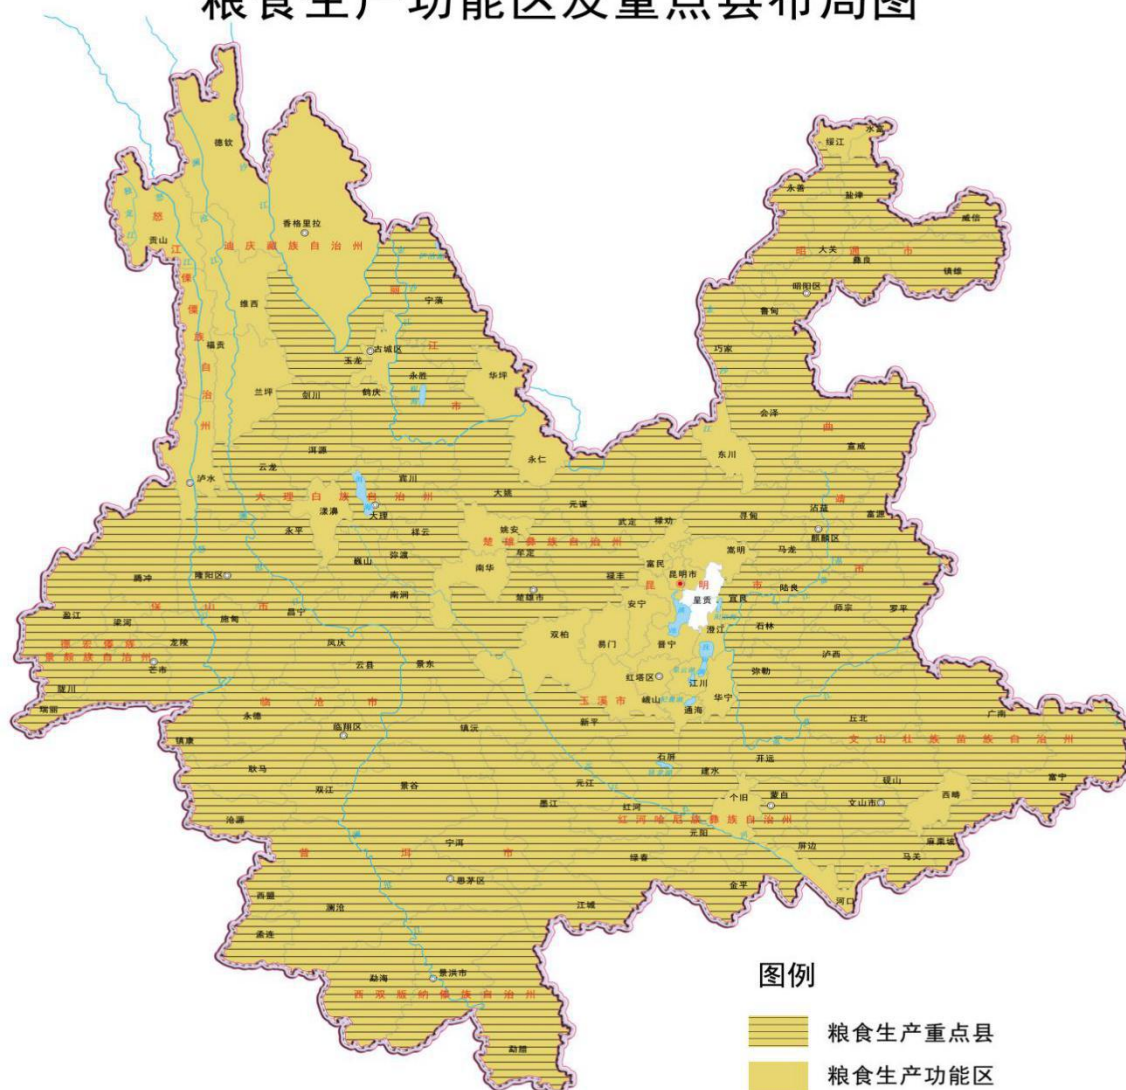 粮食生产功能区及重点县布局图
水富
绥江
德钦
永善
盐津
威信
怒
江
傈
僳
族
自
治
州
贡山
香格里拉
迪庆藏族自治州
大关
彝良
昭通市
镇雄
昭阳区
鲁甸
巧家
丽
江
市
宁蒗
维西
福贡
古城区
玉龙
永胜
华坪
兰坪
剑川
鹤庆
会泽
曲
靖
市
宣威
洱源
云龙
泸水
宾川
永仁
东川
大理白族自治州
大姚
元谋
漾濞
大理
永平
祥云
姚安
武定
禄劝
寻甸
沾益
富源
麒麟区
楚雄彝族自治州
牟定
嵩明
马龙
巍山
弥渡
南华
富民
昆明市
腾冲
隆阳区
禄丰
昆明市
陆良
南涧
楚雄市
呈贡
宜良
保山市
昌宁
安宁
师宗
罗平
盈江
梁河
施甸
双柏
易门
晋宁
澄江
石林
德宏傣族
景颇族自治州
龙陵
凤庆
泸西
芒市
云县
景东
红塔区
江川
弥勒
陇川
临沧市
玉溪市
峨山
华宁
瑞丽
永德
通海
新平
丘北
广南
镇康
临翔区
镇沅
文山壮族苗族自治州
石屏
建水
开远
耿马
双江
景谷
元江
砚山
富宁
墨江
红河
个旧
蒙自
文山市
西畴
沧源
红河哈尼族彝族自治州
元阳
宁洱
屏边
麻栗坡
普洱市
绿春
马关
思茅区
金平
西盟
澜沧
江城
河口
孟连
勐海
景洪市
西双版纳傣族自治州
勐腊
图例
粮食生产重点县
粮食生产功能区